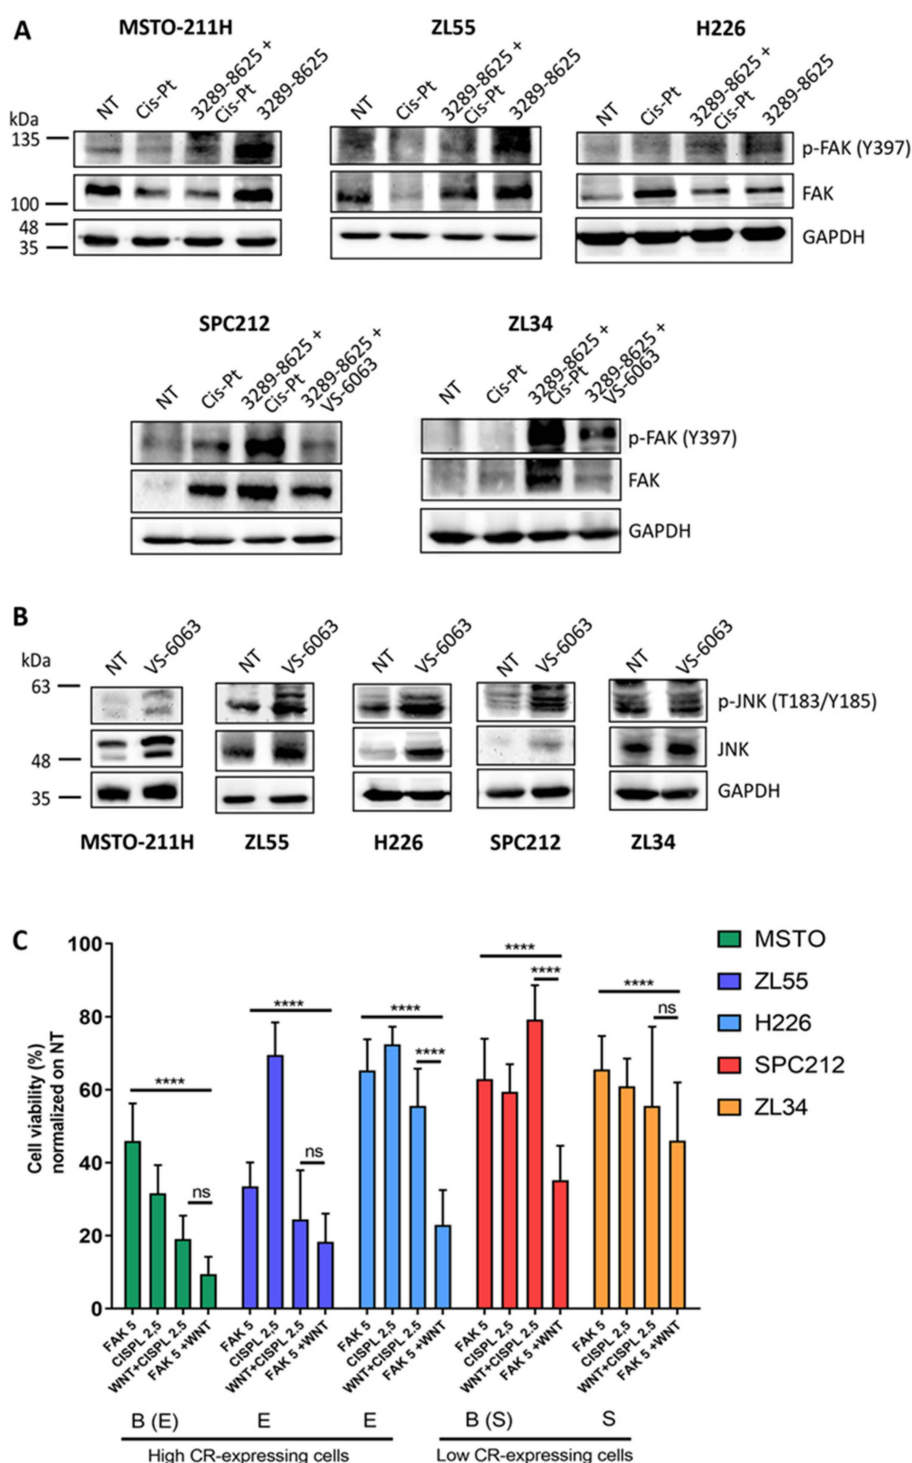 A
MSTO-211H
ZL55
H226
NT
Cis-Pt
3289-8625 +
Cis-Pt
3289-8625
NT
Cis-Pt
3289-8625 +
Cis-Pt
3289-8625
NT
Cis-Pt
3289-8625 +
Cis-Pt
3289-8625
kDa
135
p-FAK (Y397)
FAK
100
48
35
GAPDH
SPC212
ZL34
NT
Cis-Pt
3289-8625 +
Cis-Pt
3289-8625 +
VS-6063
NT
Cis-Pt
3289-8625 +
Cis-Pt
3289-8625 +
VS-6063
p-FAK (Y397)
FAK
GAPDH
B
kDa
NT
VS-6063
NT
VS-6063
NT
VS-6063
NT
VS-6063
NT
VS-6063
63
p-JNK (T183/Y185)
JNK
48
GAPDH
35
MSTO-211H
ZL55
H226
SPC212
ZL34
C
Cell viability (%)
normalized on NT
100
80
60
40
20
0
****
ns
****
ns
****
****
****
****
****
ns
MSTO
ZL55
H226
SPC212
ZL34
FAK 5
CISPL 2,5
WNT+CISPL 2.5
FAK 5 +WNT
FAK 5
CISPL 2,5
WNT+CISPL 2.5
FAK 5 +WNT
FAK 5
CISPL 2,5
WNT+CISPL 2.5
FAK 5 +WNT
FAK 5
CISPL 2,5
WNT+CISPL 2.5
FAK 5 +WNT
FAK 5
CISPL 2,5
WNT+CISPL 2.5
FAK 5 +WNT
B (E)
E
E
B (S)
S
High CR-expressing cells
Low CR-expressing cells